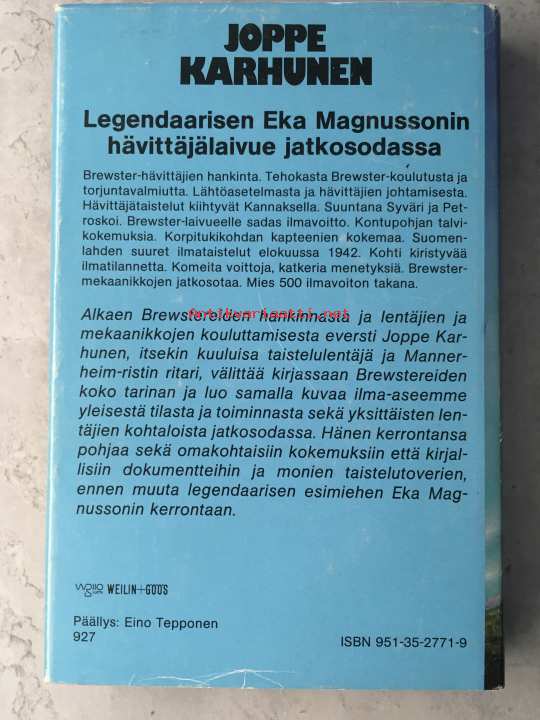 JOPPE
KARHUNEN
Legendaarisen Eka Magnussonin
hävittäjälaivue jatkosodassa
Brewster-hävittäjien hankinta. Tehokasta Brewster-koulutusta ja
torjuntavalmiutta. Lähtöasetelmasta ja hävittäjien johtamisesta.
Hävittäjätaistelut kiihtyvät Kannaksella. Suuntana Syväri ja Pet-
roskoi. Brewster-laivueelle sadas ilmavoitto. Kontupohjan talvi-
kokemuksia. Korpitukikohdan kapteenien kokemaa. Suomen-
lahden suuret ilmataistelut elokuussa 1942. Kohti kiristyvää
ilmatilannetta. Komeita voittoja, katkeria menetyksiä. Brewster-
mekaanikkojen jatkosotaa. Mies 500 ilmavoiton takana.
Antikvariaatti.net
Alkaen Brewstereiden hankinnasta ja lentäjien ja
mekaanikkojen kouluttamisesta eversti Joppe Kar-
hunen, itsekin kuuluisa taistelulentäjä ja Manner-
heim-ristin ritari, välittää kirjassaan Brewstereiden
koko tarinan ja luo samalla kuvaa ilma-aseemme
yleisestä tilasta ja toiminnasta sekä yksittäisten len-
täjien kohtaloista jatkosodassa. Hänen kerrontansa
pohjaa sekä omakohtaisiin kokemuksiin että kirjal-
lisiin dokumentteihin ja monien taistelutoverien,
ennen muuta legendaarisen esimiehen Eka Mag-
nussonin kerrontaan.
WEILIN+GÖÖS
Päällys: Eino Tepponen
927
ISBN 951-35-2771-9